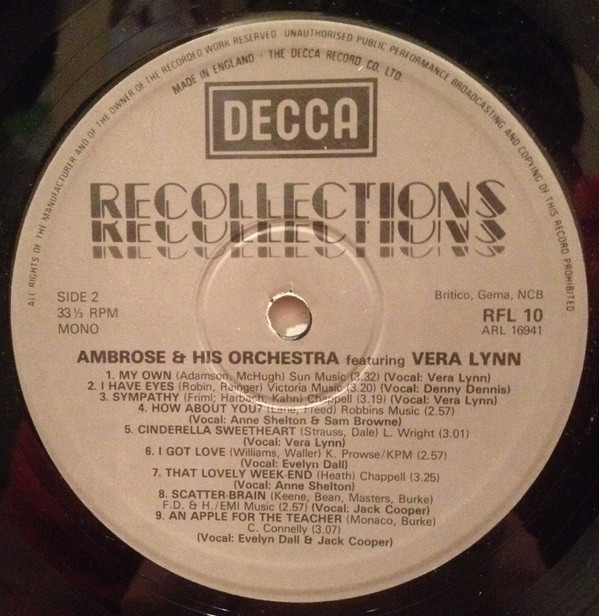 ALL RIGHTS OF THE MANUFACTURER AND OF THE OWNER OF THE RECORDED WORK RESERVED UNAUTHORISED PUBLIC PERFORMANCE BROADCASTING AND COPYING OF THIS RECORD PROHIBITED
MADE IN ENGLAND · THE DECCA RECORD CO. LTD.
DECCA
RECOLLECTIONS
RECOLLECTIONS
SIDE 2
33⅓ RPM
MONO
Britico, Gema, NCB
RFL 10
ARL 16941
AMBROSE & HIS ORCHESTRA featuring VERA LYNN
1. MY OWN (Adamson, McHugh) Sun Music (3.32) (Vocal: Vera Lynn)
2. I HAVE EYES (Robin, Rainger) Victoria Music (3.20) (Vocal: Denny Dennis)
3. SYMPATHY (Friml; Harbach, Kahn) Chappell (3.19) (Vocal: Vera Lynn)
4. HOW ABOUT YOU? (Lane, Freed) Robbins Music (2.57)
(Vocal: Anne Shelton & Sam Browne)
5. CINDERELLA SWEETHEART (Strauss, Dale) L. Wright (3.01)
(Vocal: Vera Lynn)
6. I GOT LOVE (Williams, Waller) K. Prowse/KPM (2.57)
(Vocal: Evelyn Dall)
7. THAT LOVELY WEEK-END (Heath) Chappell (3.25)
(Vocal: Anne Shelton)
8. SCATTER-BRAIN (Keene, Bean, Masters, Burke)
F.D. & H./EMI Music (2.57) (Vocal: Jack Cooper)
9. AN APPLE FOR THE TEACHER (Monaco, Burke)
C. Connelly (3.07)
(Vocal: Evelyn Dall & Jack Cooper)